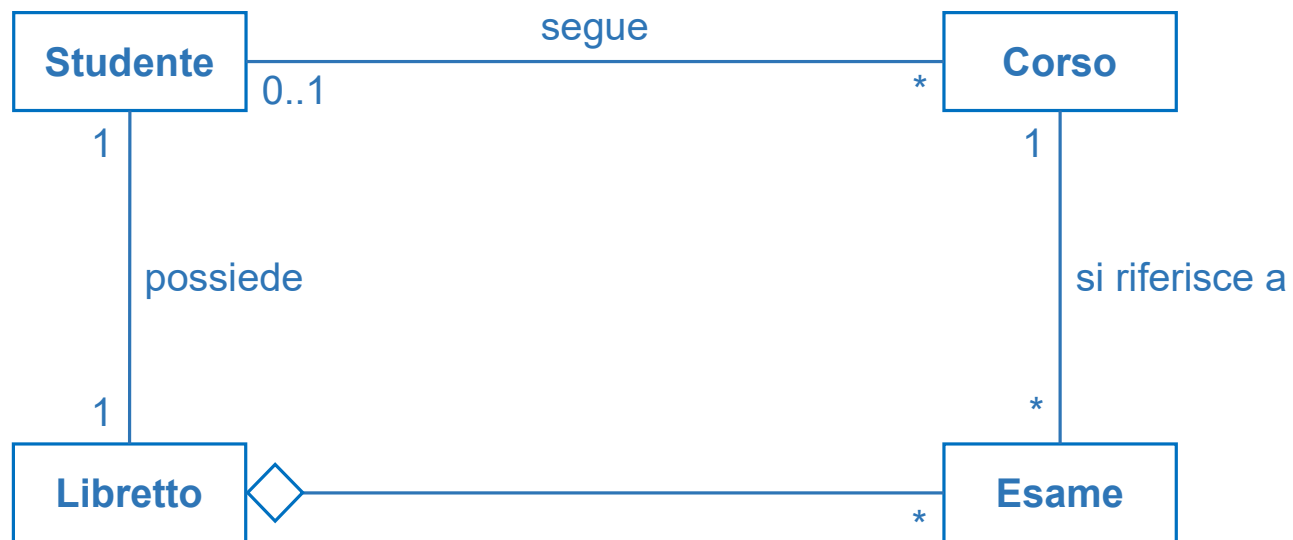 segue
Studente
Corso
0..1
*
1
1
possiede
si riferisce a
1
*
Libretto
Esame
*